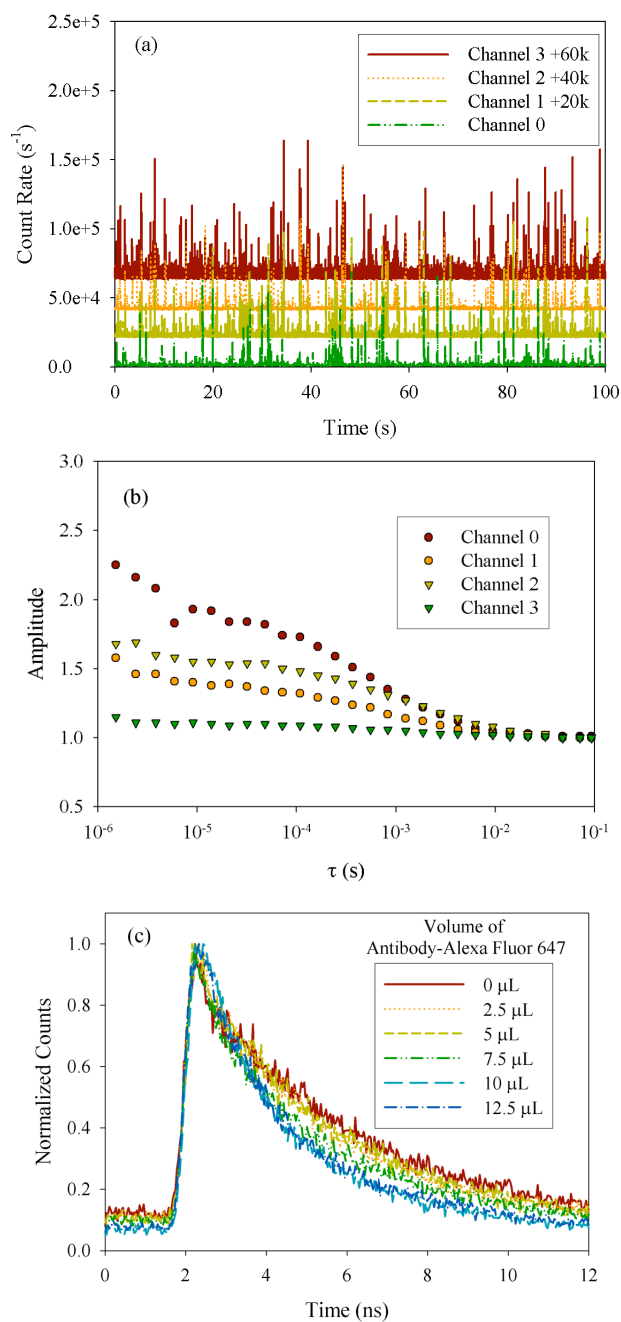 (a)
2.5e+5
2.0e+5
1.5e+5
1.0e+5
5.0e+4
0.0
Count Rate (s⁻¹)
Channel 3 +60k
Channel 2 +40k
Channel 1 +20k
Channel 0
0 20 40 60 80 100
Time (s)
(b)
3.0
2.5
2.0
1.5
1.0
0.5
Amplitude
Channel 0
Channel 1
Channel 2
Channel 3
10⁻⁶ 10⁻⁵ 10⁻⁴ 10⁻³ 10⁻² 10⁻¹
τ (s)
(c)
1.0
0.8
0.6
0.4
0.2
0.0
Normalized Counts
Volume of
Antibody-Alexa Fluor 647
0 µL
2.5 µL
5 µL
7.5 µL
10 µL
12.5 µL
0 2 4 6 8 10 12
Time (ns)